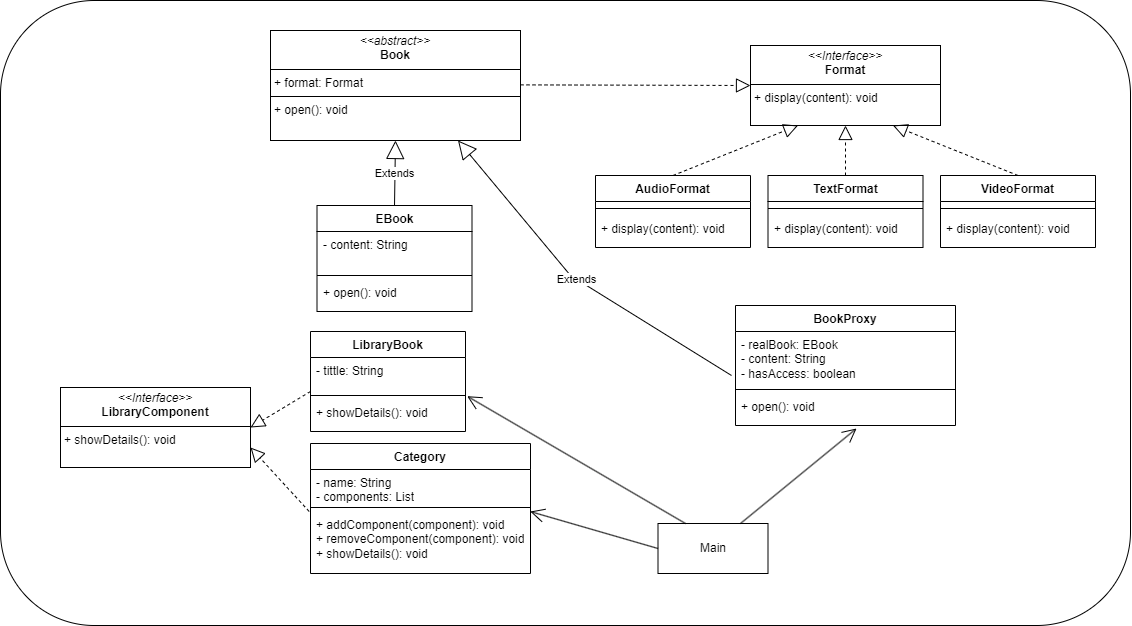 <<abstract>>
Book
+ format: Format
+ open(): void
<<Interface>>
Format
+ display(content): void
Extends
AudioFormat
+ display(content): void
TextFormat
+ display(content): void
VideoFormat
+ display(content): void
EBook
- content: String
+ open(): void
Extends
BookProxy
- realBook: EBook
- content: String
- hasAccess: boolean
+ open(): void
LibraryBook
- tittle: String
+ showDetails(): void
<<Interface>>
LibraryComponent
+ showDetails(): void
Category
- name: String
- components: List
+ addComponent(component): void
+ removeComponent(component): void
+ showDetails(): void
Main